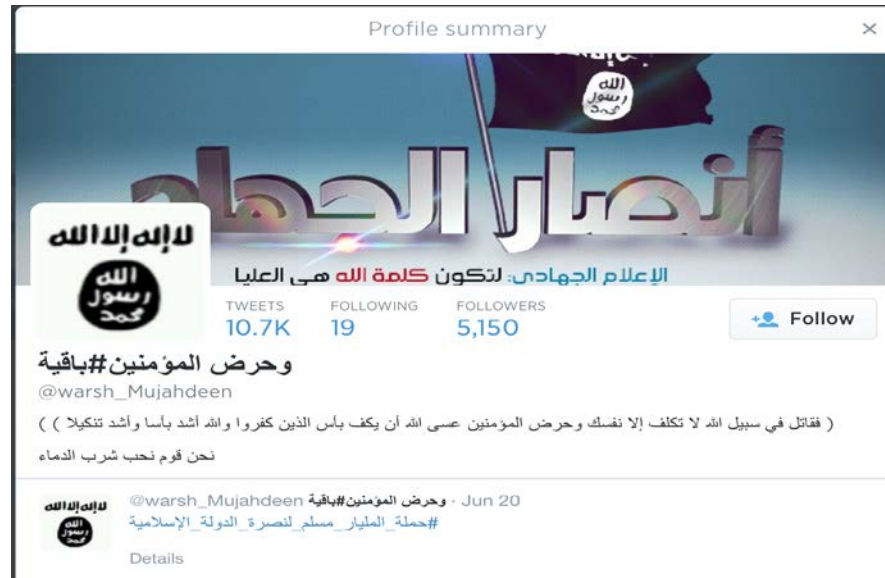 Profile summary ×
الله
رسول
محمد
أنصار الجهاد
الإعلام الجهادي: لتكون كلمة الله هي العليا
لا إله إلا الله
الله
رسول
محمد
TWEETS FOLLOWING FOLLOWERS
10.7K 19 5,150
Follow
وحرض المؤمنين#باقية
@warsh_Mujahdeen
( فقاتل في سبيل الله لا تكلف إلا نفسك وحرض المؤمنين عسى الله أن يكف بأس الذين كفروا والله أشد بأسا وأشد تنكيلا ) )
نحن قوم نحب شرب الدماء
لا إله إلا الله
الله
رسول
محمد
@warsh_Mujahdeen وحرض المؤمنين#باقية · Jun 20
#حملة_المليار_مسلم_لنصرة_الدولة_الإسلامية
Details